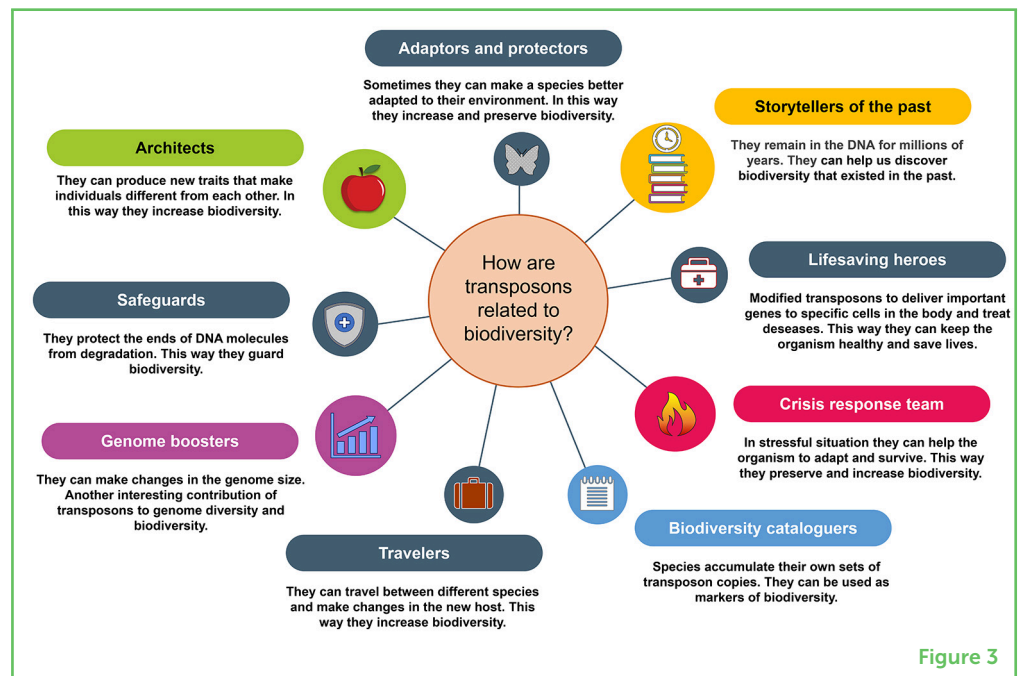 Adaptors and protectors
Sometimes they can make a species better
adapted to their environment. In this way
they increase and preserve biodiversity.
Storytellers of the past
They remain in the DNA for millions of
years. They can help us discover
biodiversity that existed in the past.
Architects
They can produce new traits that make
individuals different from each other. In
this way they increase biodiversity.
How are
transposons
related to
biodiversity?
Lifesaving heroes
Modified transposons to deliver important
genes to specific cells in the body and treat
deseases. This way they can keep the
organism healthy and save lives.
Safeguards
They protect the ends of DNA molecules
from degradation. This way they guard
biodiversity.
Crisis response team
In stressful situation they can help the
organism to adapt and survive. This way
they preserve and increase biodiversity.
Genome boosters
They can make changes in the genome size.
Another interesting contribution of
transposons to genome diversity and
biodiversity.
Biodiversity cataloguers
Species accumulate their own sets of
transposon copies. They can be used as
markers of biodiversity.
Travelers
They can travel between different species
and make changes in the new host. This
way they increase biodiversity.
Figure 3